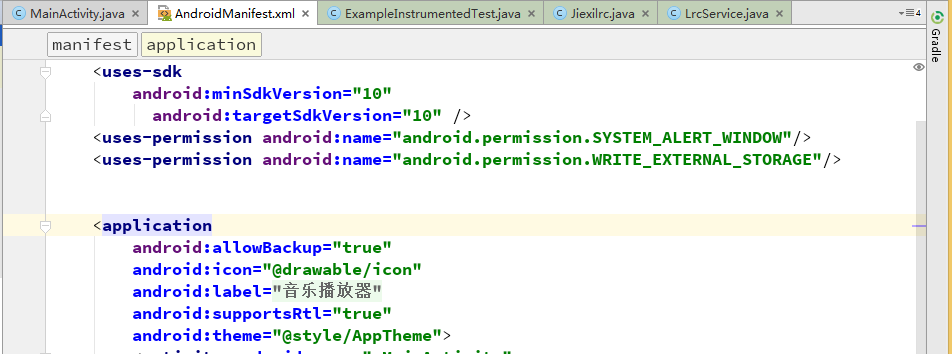 MainActivity.java × AndroidManifest.xml × ExampleInstrumentedTest.java × Jiexilrc.java × LrcService.java × 4
Gradle
manifest application
<uses-sdk
android:minSdkVersion="10"
android:targetSdkVersion="10" />
<uses-permission android:name="android.permission.SYSTEM_ALERT_WINDOW"/>
<uses-permission android:name="android.permission.WRITE_EXTERNAL_STORAGE"/>
<application
android:allowBackup="true"
android:icon="@drawable/icon"
android:label="音乐播放器"
android:supportsRtl="true"
android:theme="@style/AppTheme">